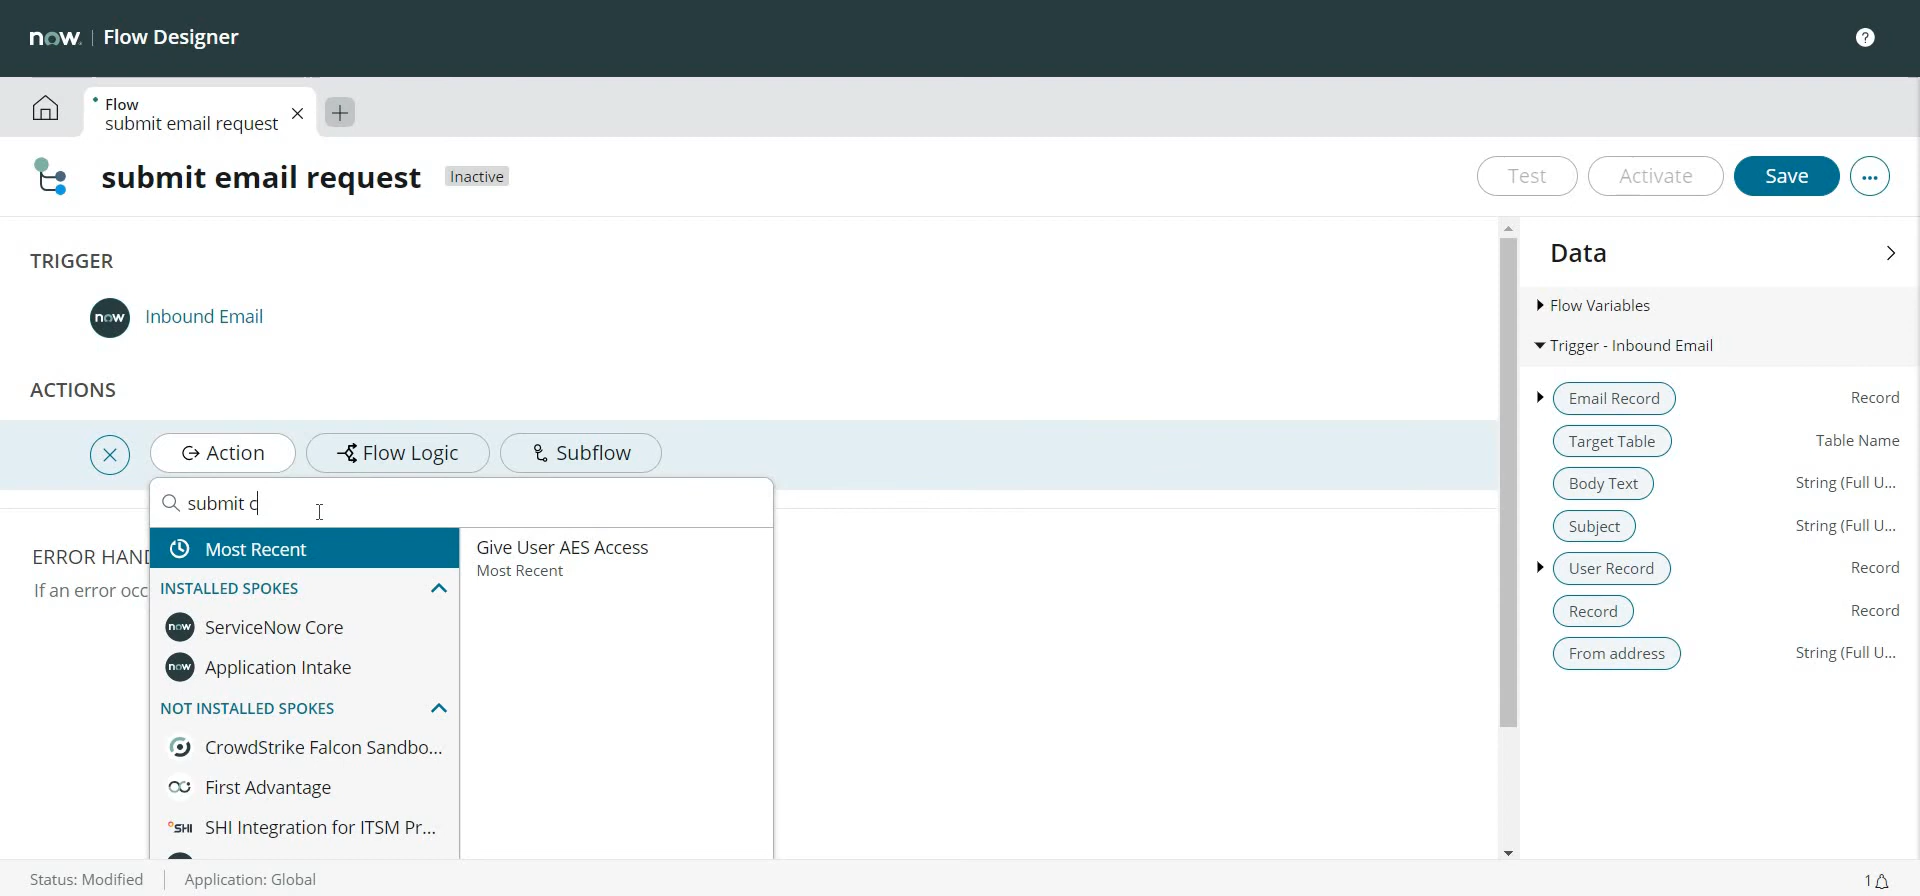 now. | Flow Designer
?
Flow
submit email request
submit email request
Inactive
Test
Activate
Save
...
TRIGGER
now
Inbound Email
ACTIONS
Action
Flow Logic
Subflow
submit c
Most Recent
INSTALLED SPOKES
now
ServiceNow Core
now
Application Intake
NOT INSTALLED SPOKES
CrowdStrike Falcon Sandbo...
First Advantage
SHI
SHI Integration for ITSM Pr...
Give User AES Access
Most Recent
ERROR HAND
If an error occ
Data
Flow Variables
Trigger - Inbound Email
Email Record
Record
Target Table
Table Name
Body Text
String (Full U...
Subject
String (Full U...
User Record
Record
Record
Record
From address
String (Full U...
Status: Modified
Application: Global
1